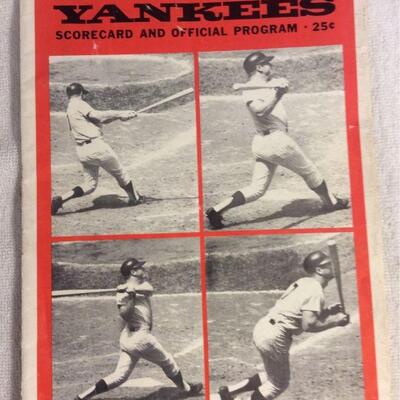 YANKEES
SCORECARD AND OFFICIAL PROGRAM · 25¢